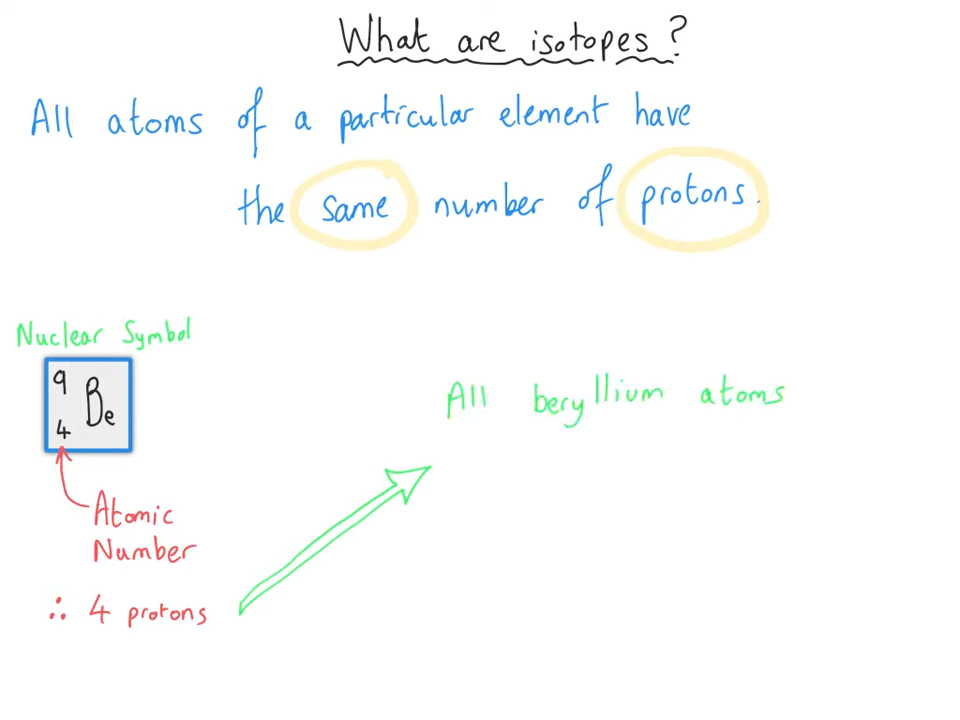 What are isotopes?
All atoms of a particular element have
the same number of protons.
Nuclear Symbol
9
4 Be
All beryllium atoms
Atomic
Number
∴ 4 protons